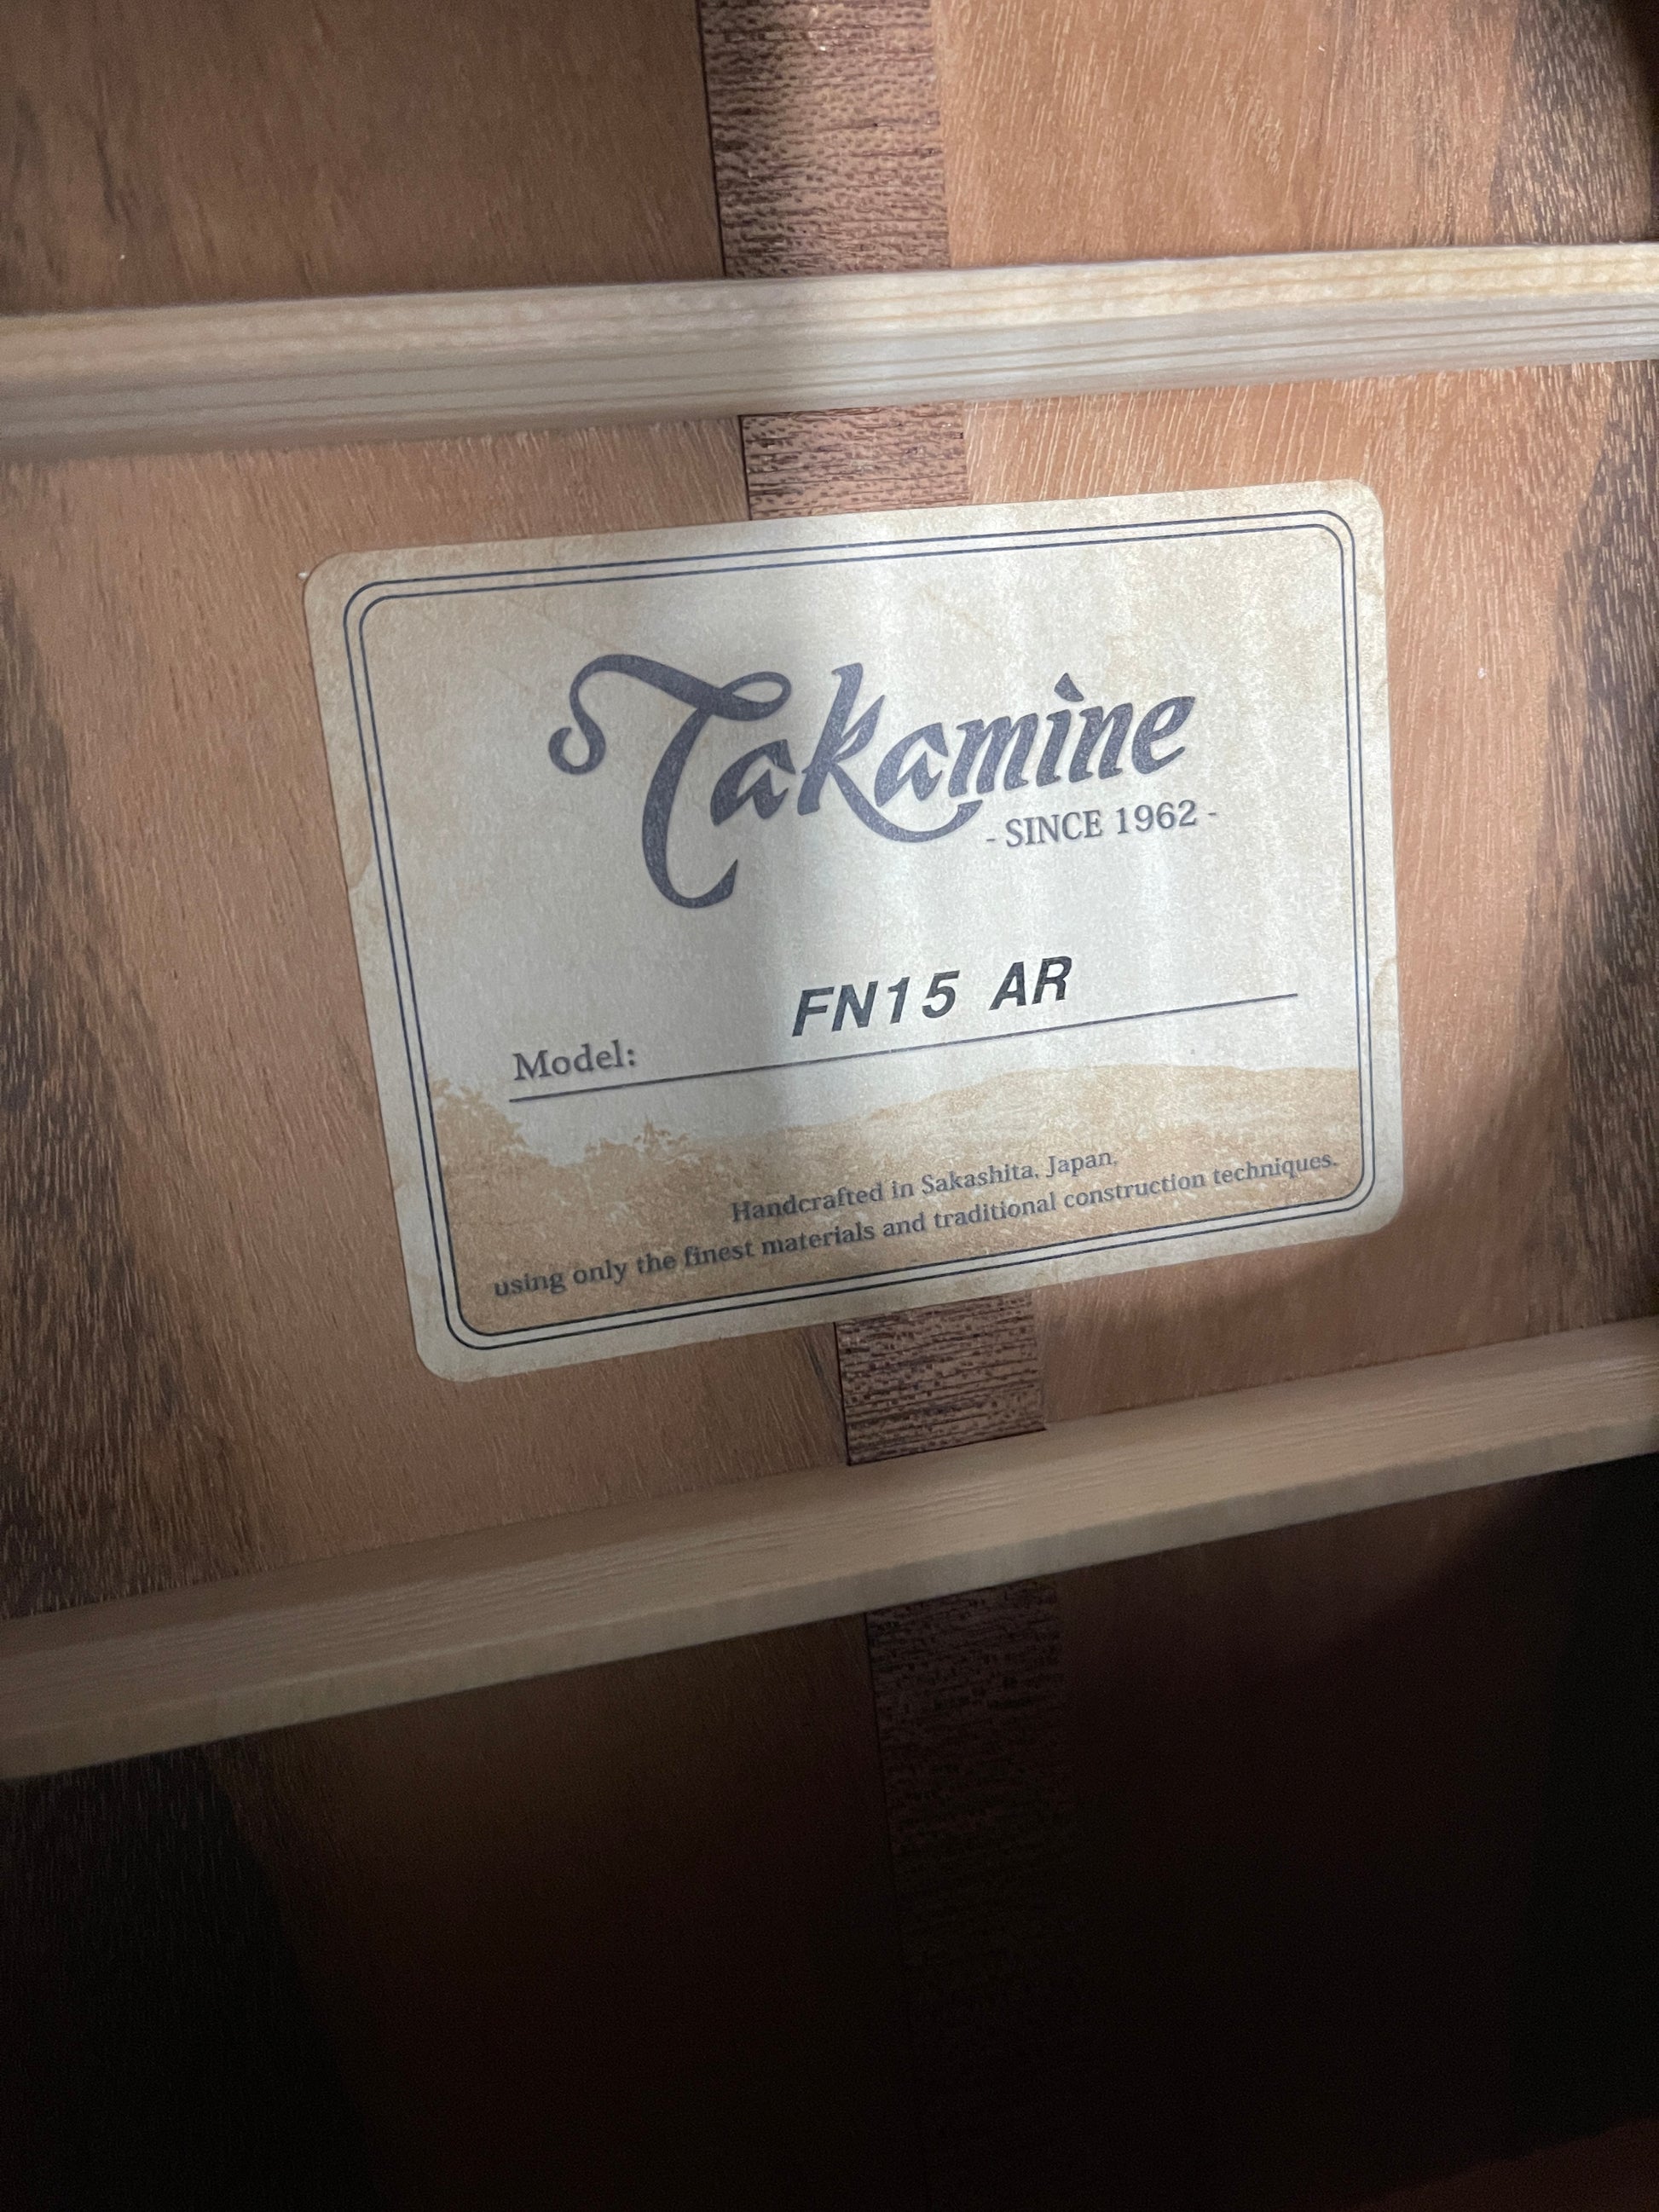 Takamine
- SINCE 1962 -
Model: FN15 AR
Handcrafted in Sakashita, Japan,
using only the finest materials and traditional construction techniques.